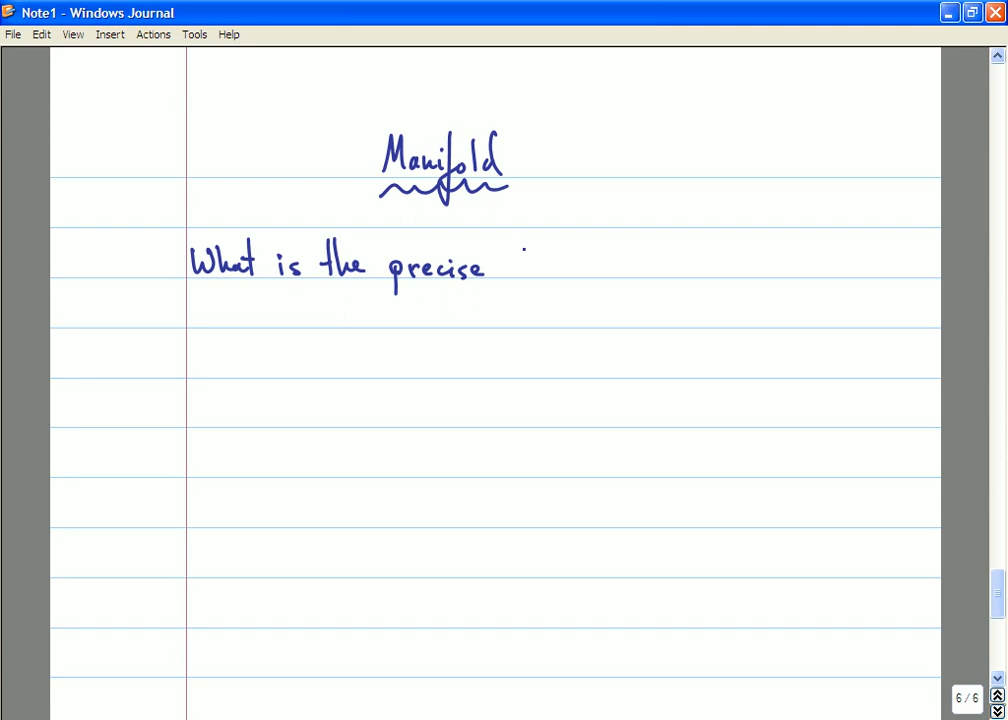 Note1 - Windows Journal
File Edit View Insert Actions Tools Help
Manifold
What is the precise
6 / 6